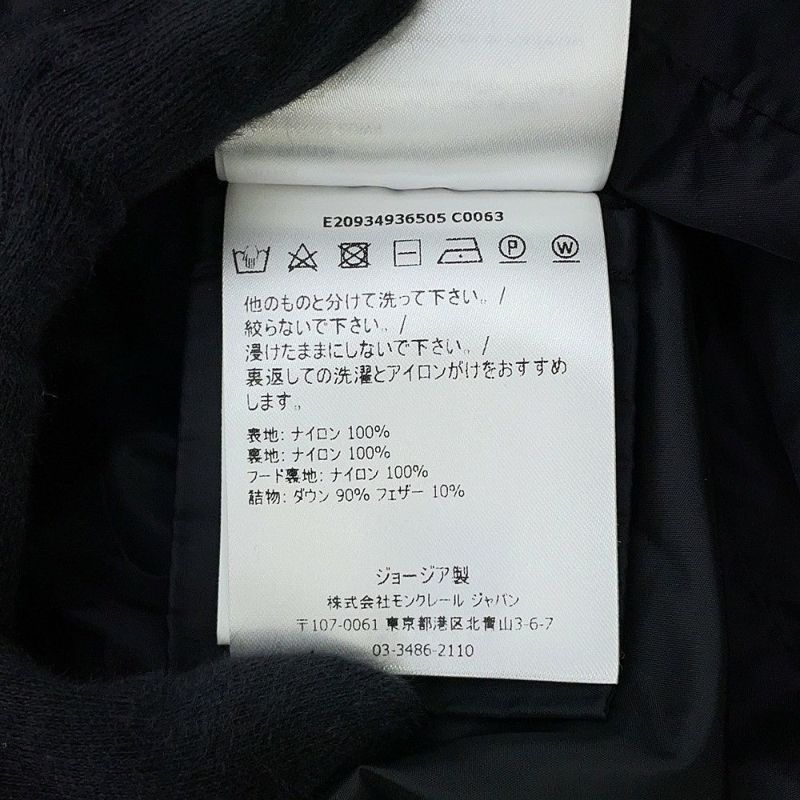 E20934936505 C0063
P
W
他のものと分けて洗って下さい。/
絞らないで下さい。/
浸けたままにしないで下さい。/
裏返しての洗濯とアイロンがけをおすすめ
します。
表地: ナイロン 100%
裏地: ナイロン 100%
フード裏地: ナイロン 100%
詰物: ダウン 90% フェザー 10%
ジョージア製
株式会社モンクレール ジャパン
〒107-0061 東京都港区北青山3-6-7
03-3486-2110